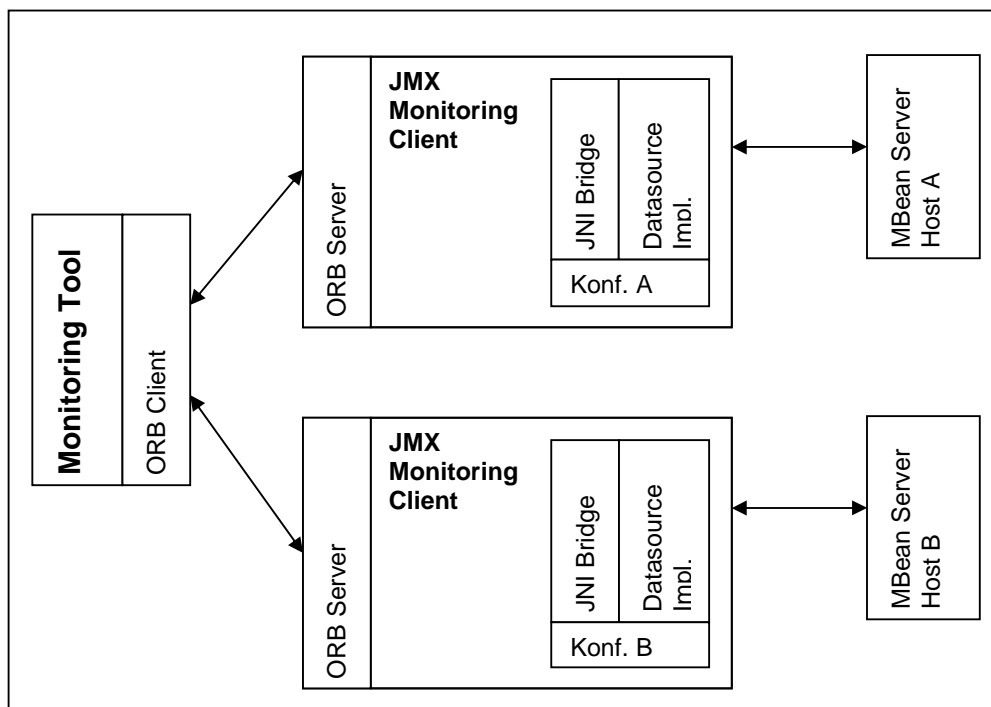 Monitoring Tool
ORB Client
ORB Server
JMX
Monitoring
Client
JNI Bridge
Datasource
Impl.
Konf. A
MBean Server
Host A
ORB Server
JMX
Monitoring
Client
JNI Bridge
Datasource
Impl.
Konf. B
MBean Server
Host B